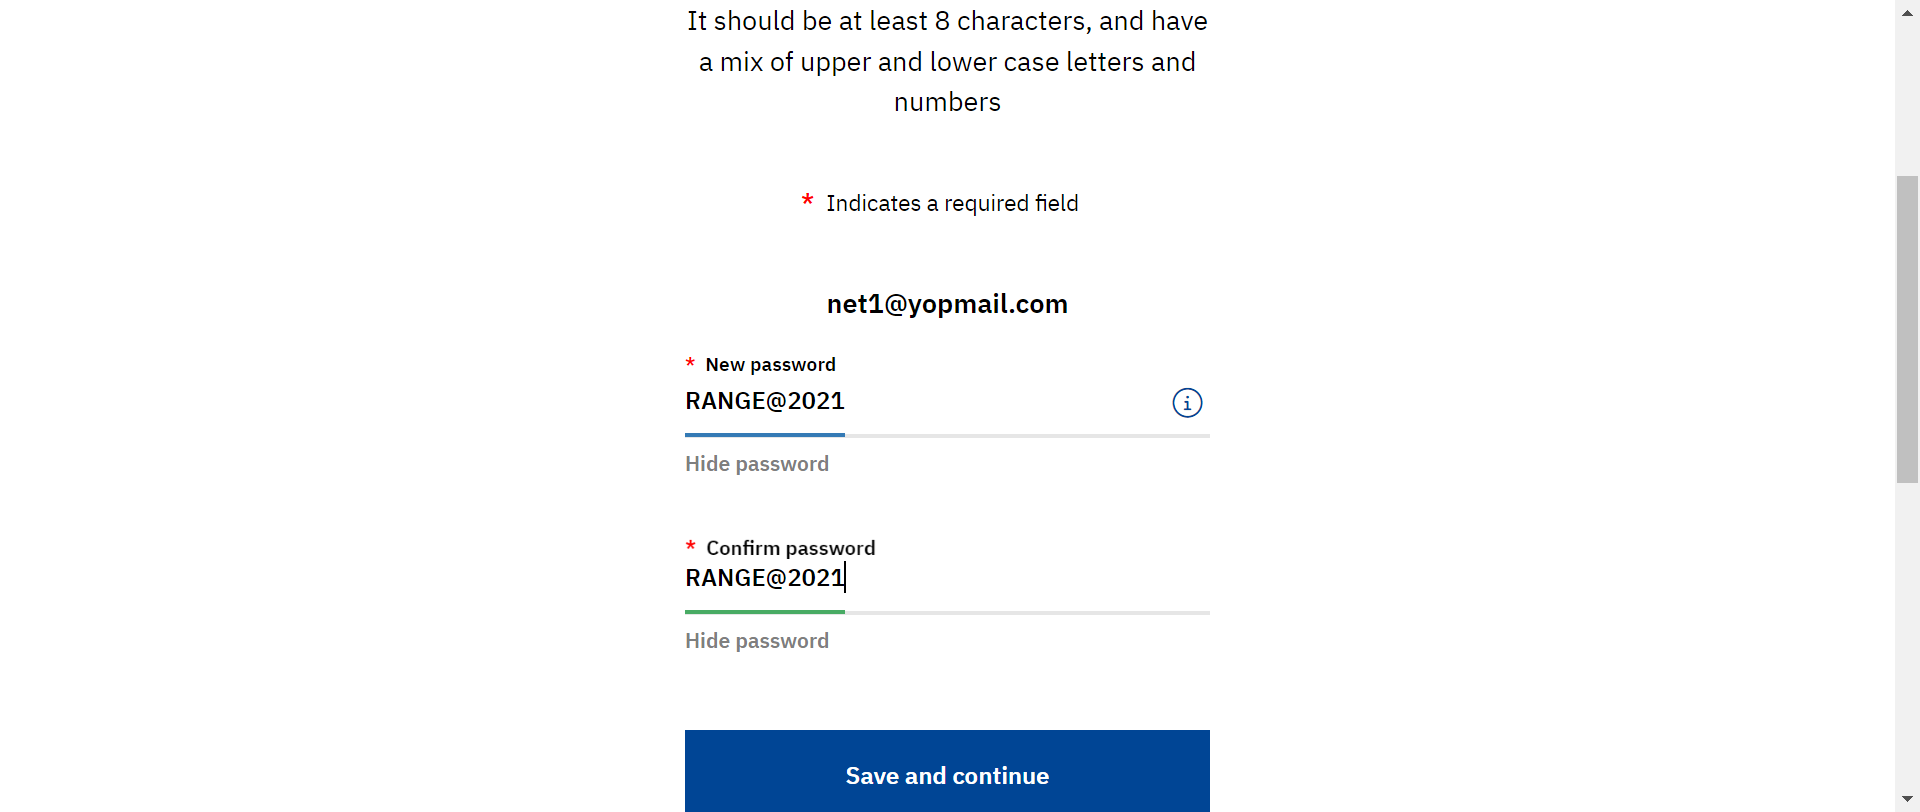 It should be at least 8 characters, and have
a mix of upper and lower case letters and
numbers
* Indicates a required field
net1@yopmail.com
* New password
RANGE@2021
Hide password
* Confirm password
RANGE@2021
Hide password
Save and continue